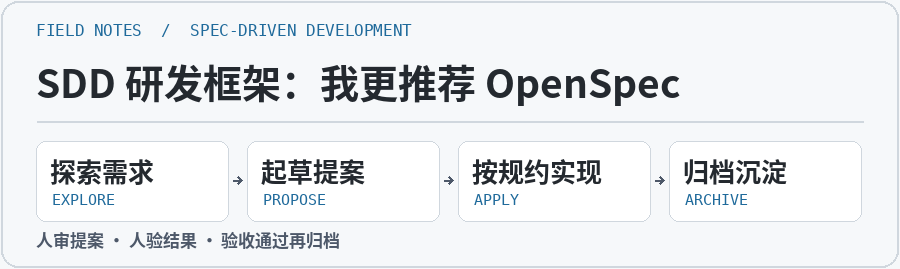 FIELD NOTES / SPEC-DRIVEN DEVELOPMENT
SDD 研发框架：我更推荐 OpenSpec
探索需求
EXPLORE
起草提案
PROPOSE
按规约实现
APPLY
归档沉淀
ARCHIVE
人审提案 · 人验结果 · 验收通过再归档